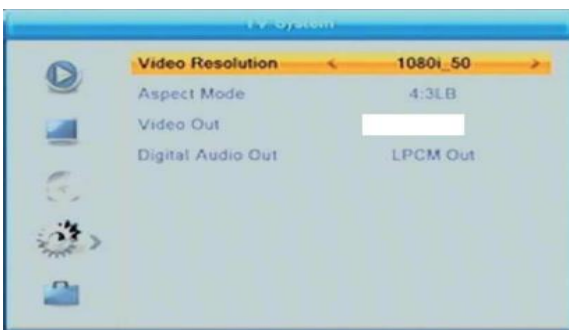 TV System
Video Resolution < 1080i_50 >
Aspect Mode 4:3LB
Video Out
Digital Audio Out LPCM Out